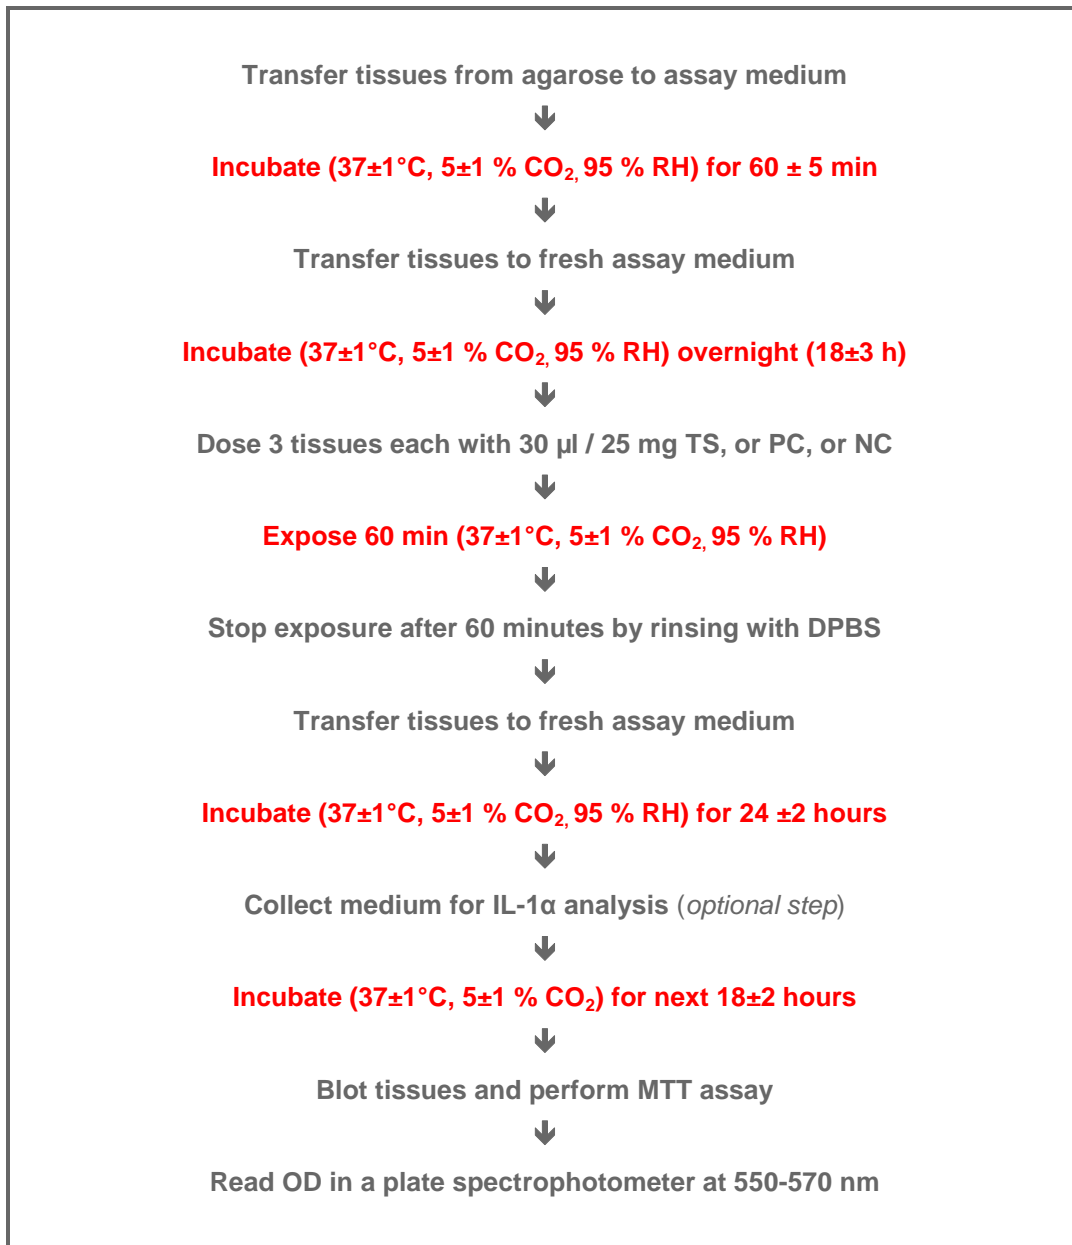 Transfer tissues from agarose to assay medium
🡻
Incubate (37±1°C, 5±1 % CO₂, 95 % RH) for 60 ± 5 min
🡻
Transfer tissues to fresh assay medium
🡻
Incubate (37±1°C, 5±1 % CO₂, 95 % RH) overnight (18±3 h)
🡻
Dose 3 tissues each with 30 µl / 25 mg TS, or PC, or NC
🡻
Expose 60 min (37±1°C, 5±1 % CO₂, 95 % RH)
🡻
Stop exposure after 60 minutes by rinsing with DPBS
🡻
Transfer tissues to fresh assay medium
🡻
Incubate (37±1°C, 5±1 % CO₂, 95 % RH) for 24 ±2 hours
🡻
Collect medium for IL-1α analysis (optional step)
🡻
Incubate (37±1°C, 5±1 % CO₂) for next 18±2 hours
🡻
Blot tissues and perform MTT assay
🡻
Read OD in a plate spectrophotometer at 550-570 nm